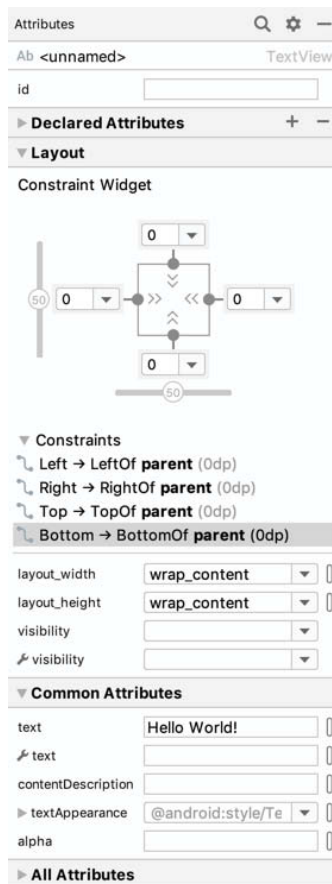 Attributes
Ab <unnamed> TextView
id
Declared Attributes
Layout
Constraint Widget
0
50 0 0
0
50
Constraints
Left → LeftOf parent (0dp)
Right → RightOf parent (0dp)
Top → TopOf parent (0dp)
Bottom → BottomOf parent (0dp)
layout_width wrap_content
layout_height wrap_content
visibility
visibility
Common Attributes
text Hello World!
text
contentDescription
textAppearance @android:style/Te
alpha
All Attributes